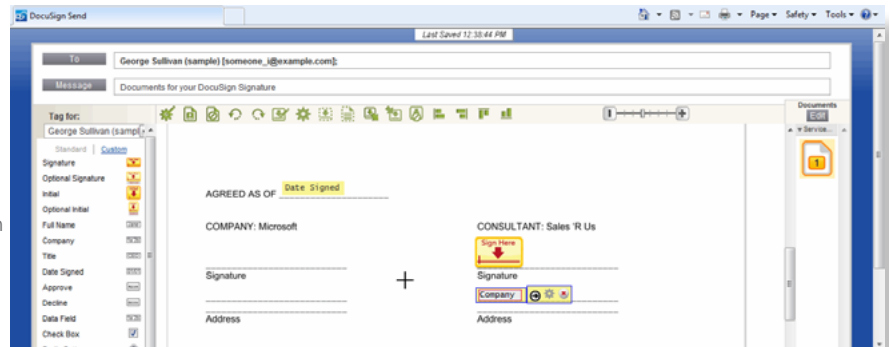 DocuSign Send
Page Safety Tools
Last Saved 12:38:44 PM
To George Sullivan (sample) [someone_i@example.com];
Message Documents for your DocuSign Signature
Tag for:
George Sullivan (sampl
Documents
Edit
Service...
1
Standard | Custom
Signature
Optional Signature
Initial
Optional Initial
Full Name
Company
Title
Date Signed
Approve
Decline
Data Field
Check Box
AGREED AS OF Date Signed
COMPANY: Microsoft
CONSULTANT: Sales 'R Us
Sign Here
Signature
Signature
Company
Address
Address